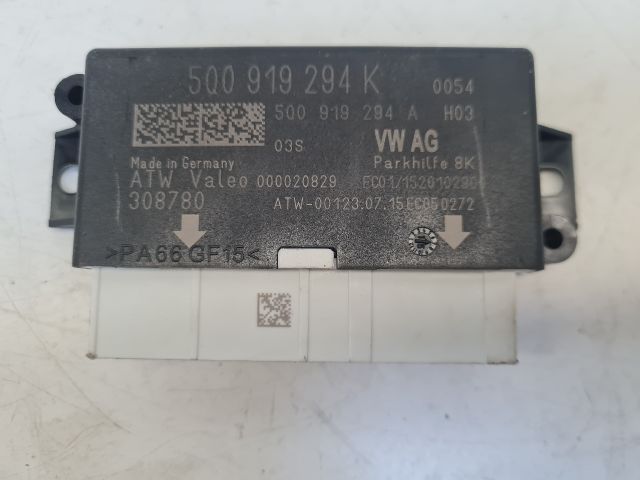 5Q0 919 294 K 0054
5Q0 919 294 A H03
03S VW AG
Made in Germany Parkhilfe 8K
ATW Valeo 000020829
308780 ATW-00123.07.15EC050272
>PA66 GF15<